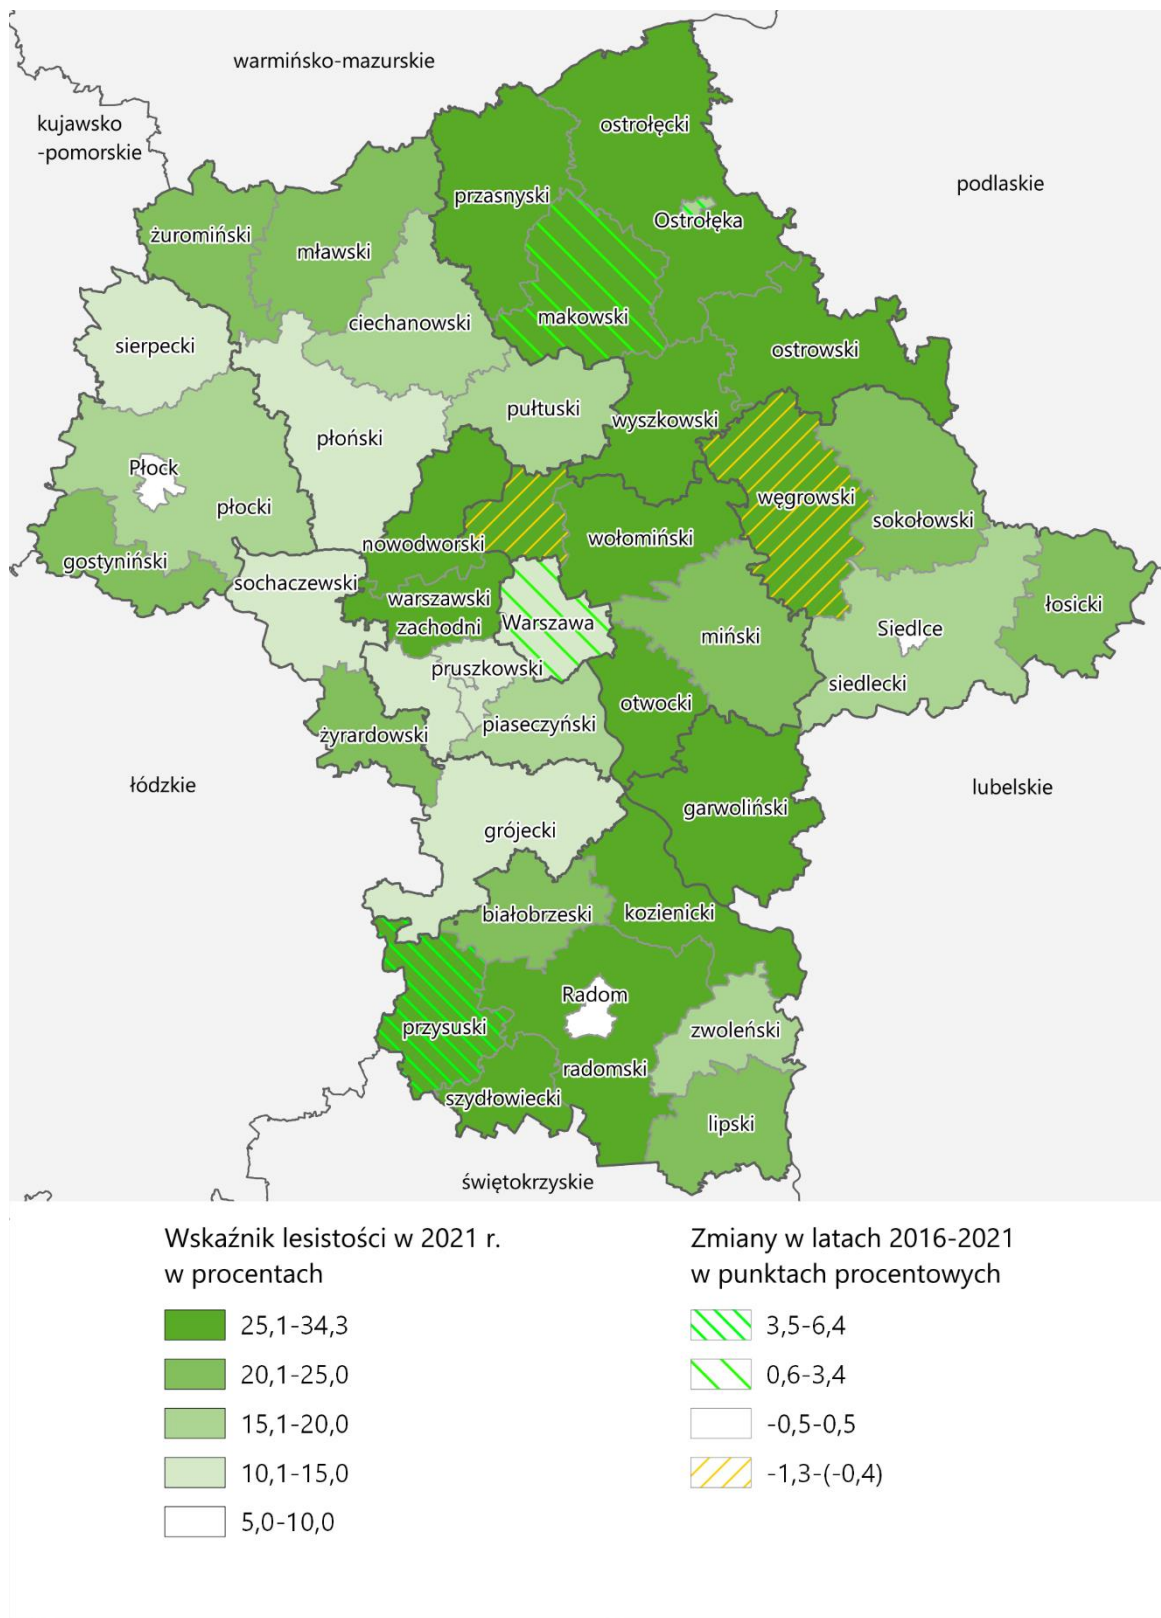 warmińsko-mazurskie
kujawsko
-pomorskie
ostrołęcki
podlaskie
przasnyski
Ostrołęka
żuromiński
mławski
ciechanowski
makowski
sierpecki
ostrowski
pułtuski
wyszkowski
płoński
Płock
płocki
węgrowski
sokołowski
nowodworski
wołomiński
gostyniński
sochaczewski
warszawski
zachodni
Warszawa
łosicki
miński
Siedlce
pruszkowski
siedlecki
otwocki
piaseczyński
żyrardowski
łódzkie
lubelskie
garwoliński
grójecki
białobrzeski
kozienicki
Radom
przysuski
zwoleński
radomski
szydłowiecki
lipski
świętokrzyskie
Wskaźnik lesistości w 2021 r.
w procentach
25,1-34,3
20,1-25,0
15,1-20,0
10,1-15,0
5,0-10,0
Zmiany w latach 2016-2021
w punktach procentowych
3,5-6,4
0,6-3,4
-0,5-0,5
-1,3-(-0,4)